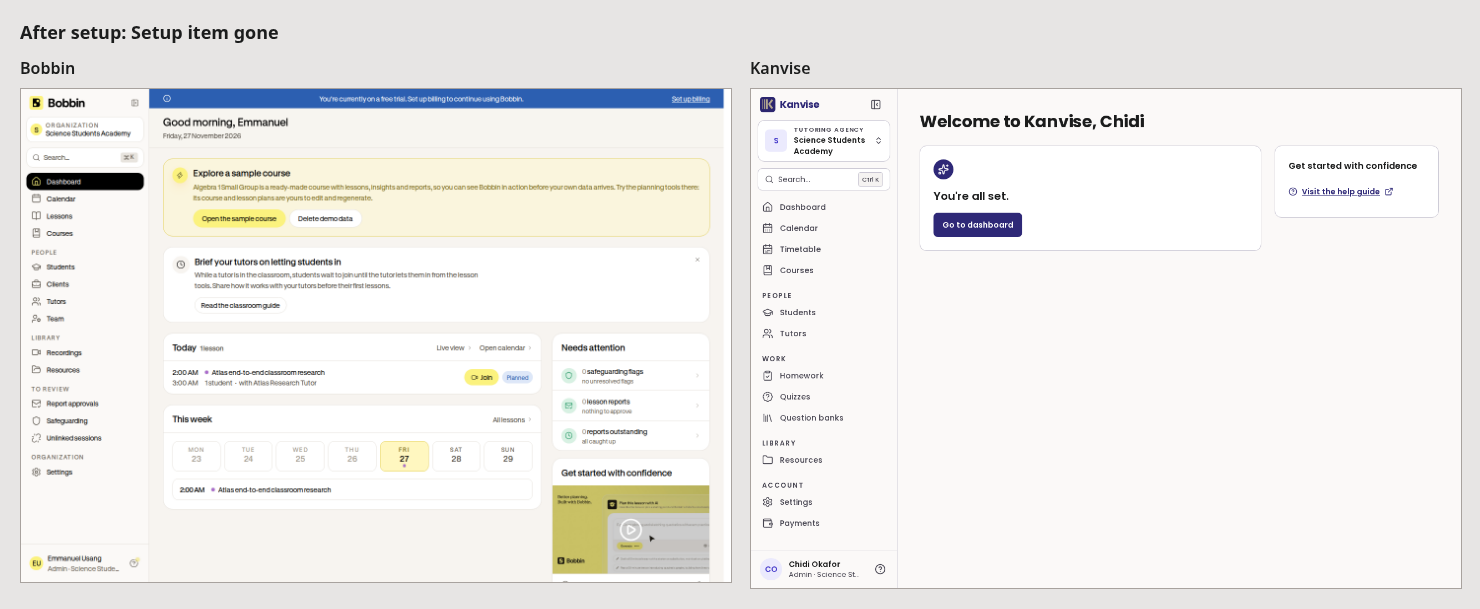 After setup: Setup item gone
Bobbin
Bobbin
ORGANIZATION
S
Science Students Academy
Search...
⌘K
Dashboard
Calendar
Lessons
Courses
PEOPLE
Students
Clients
Tutors
Team
LIBRARY
Recordings
Resources
TO REVIEW
Report approvals
Safeguarding
Unlinked sessions
ORGANIZATION
Settings
EU
Emmanuel Usang
Admin · Science Stude...
You're currently on a free trial. Set up billing to continue using Bobbin.
Set up billing
Good morning, Emmanuel
Friday, 27 November 2026
Explore a sample course
Algebra 1 Small Group is a ready-made course with lessons, insights and reports, so you can see Bobbin in action before your own data arrives. Try the planning tools there:
its course and lesson plans are yours to edit and regenerate.
Open the sample course
Delete demo data
Brief your tutors on letting students in
While a tutor is in the classroom, students wait to join until the tutor lets them in from the lesson
tools. Share how it works with your tutors before their first lessons.
Read the classroom guide
Today 1 lesson
Live view
Open calendar
2:00 AM Atlas end-to-end classroom research
3:00 AM 1 student · with Atlas Research Tutor
Join
Planned
This week
All lessons
MON
23
TUE
24
WED
25
THU
26
FRI
27
SAT
28
SUN
29
2:00 AM Atlas end-to-end classroom research
Needs attention
0 safeguarding flags
no unresolved flags
0 lesson reports
nothing to approve
0 reports outstanding
all caught up
Get started with confidence
Bobbin
Kanvise
Kanvise
TUTORING AGENCY
S
Science Students
Academy
Search...
Ctrl K
Dashboard
Calendar
Timetable
Courses
PEOPLE
Students
Tutors
WORK
Homework
Quizzes
Question banks
LIBRARY
Resources
ACCOUNT
Settings
Payments
CO
Chidi Okafor
Admin · Science St..
Welcome to Kanvise, Chidi
You're all set.
Go to dashboard
Get started with confidence
Visit the help guide